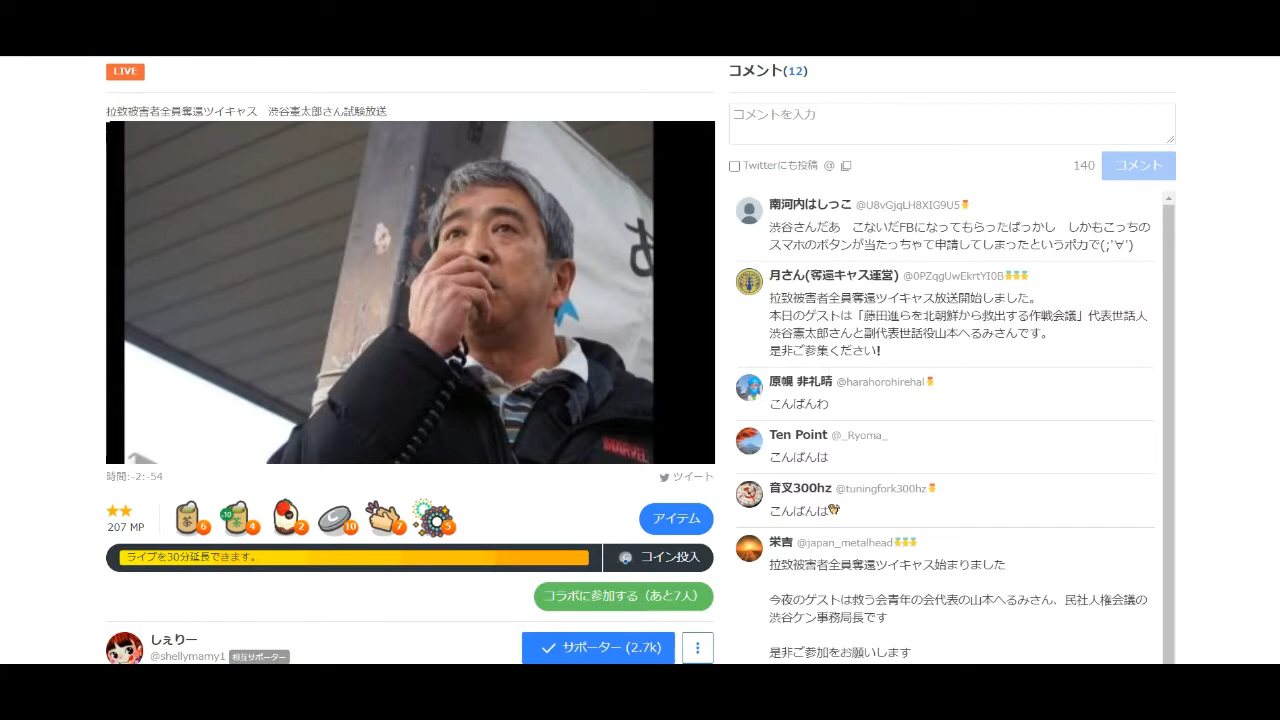 LIVE
拉致被害者全員奪還ツイキャス　渋谷憲太郎さん試験放送
あ
MARVEL
時間:-2:-54
ツイート
207 MP
6
+10
4
2
10
7
5
アイテム
ライブを30分延長できます。
コイン投入
コラボに参加する（あと7人）
しぇりー
@shellymamy1 相互サポーター
サポーター (2.7k)
コメント(12)
コメントを入力
Twitterにも投稿 @
140
コメント
南河内はしっこ @U8vGjqLH8XIG9U5
渋谷さんだあ　こないだFBになってもらったばっかし　しかもこっちの
スマホのボタンが当たっちゃて申請してしまったというポカで(;'∀')
月さん(奪還キャス運営) @0PZqgUwEkrtYI0B
拉致被害者全員奪還ツイキャス放送開始しました。
本日のゲストは「藤田進らを北朝鮮から救出する作戦会議」代表世話人
渋谷憲太郎さんと副代表世話役山本へるみさんです。
是非ご参集ください!
原幌 非礼晴 @harahorohirehal
こんばんわ
Ten Point @_Ryoma_
こんばんは
音叉300hz @tuningfork300hz
こんばんは
栄吉 @japan_metalhead
拉致被害者全員奪還ツイキャス始まりました
今夜のゲストは救う会青年の会代表の山本へるみさん、民社人権会議の
渋谷ケン事務局長です
是非ご参加をお願いします